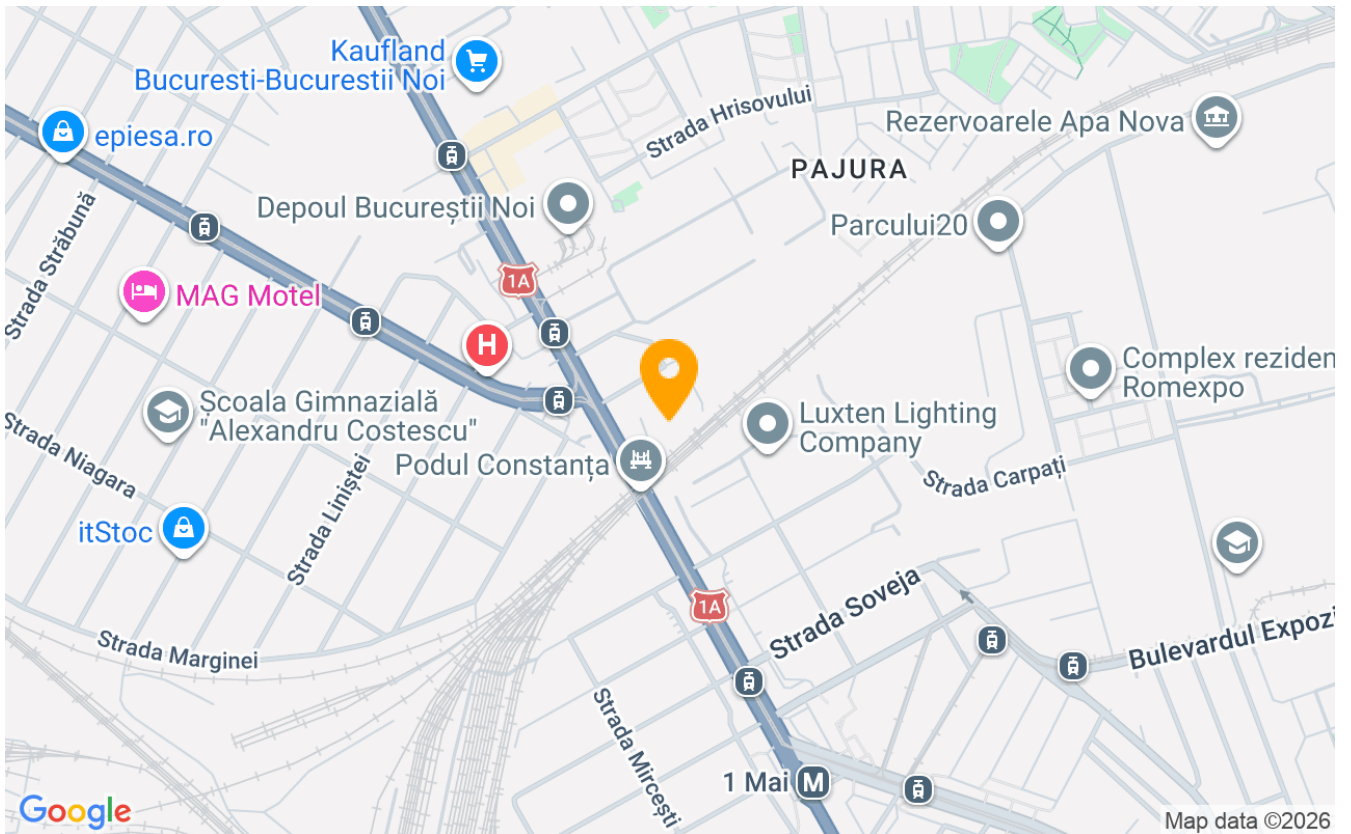 Kaufland
Bucuresti-Bucurestii Noi
epiesa.ro
Strada Hrisovului
Rezervoarele Apa Nova
PAJURA
Depoul Bucureștii Noi
Parcului20
Strada Străbună
1A
MAG Motel
H
Complex reziden
Romexpo
Școala Gimnazială
"Alexandru Costescu"
Luxten Lighting
Company
Podul Constanța
Strada Niagara
Strada Liniștei
Strada Carpați
itStoc
Strada Soveja
1A
Strada Marginei
Bulevardul Expozi
Strada Mircești
1 Mai M
Google
Map data ©2026